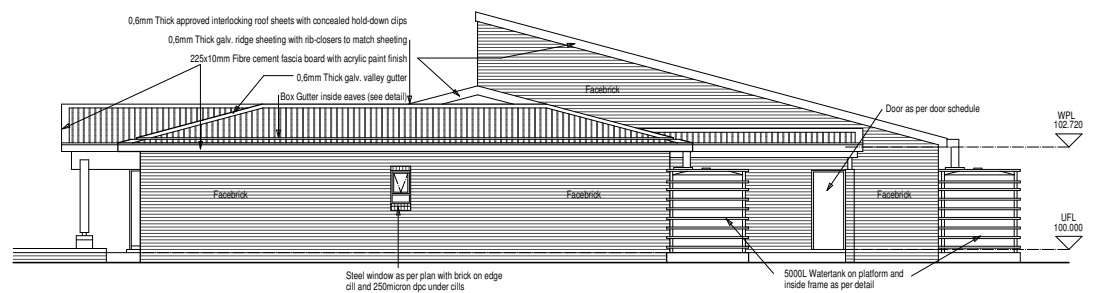 0,6mm Thick approved interlocking roof sheets with concealed hold-down clips
0,6mm Thick galv. ridge sheeting with rib-closers to match sheeting
225x10mm Fibre cement fascia board with acrylic paint finish
0,6mm Thick galv. valley gutter
Box Gutter inside eaves (see detail)
Facebrick
Door as per door schedule
WPL
102.720
Facebrick
Facebrick
Facebrick
UFL
100.000
Steel window as per plan with brick on edge
cill and 250micron dpc under cills
5000L Watertank on platform and
inside frame as per detail